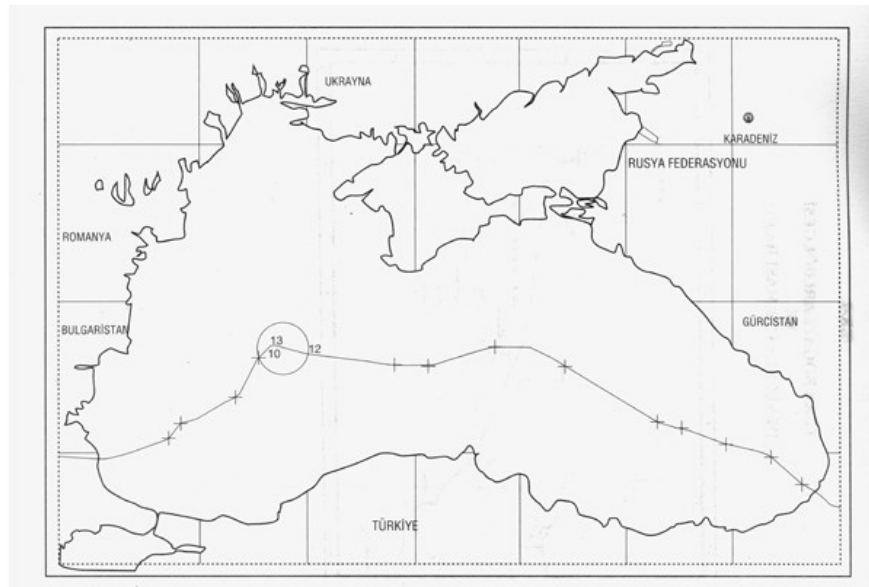 UKRAYNA
KARADENİZ
RUSYA FEDERASYONU
ROMANYA
BULGARİSTAN
GÜRCİSTAN
13
10
12
TÜRKİYE